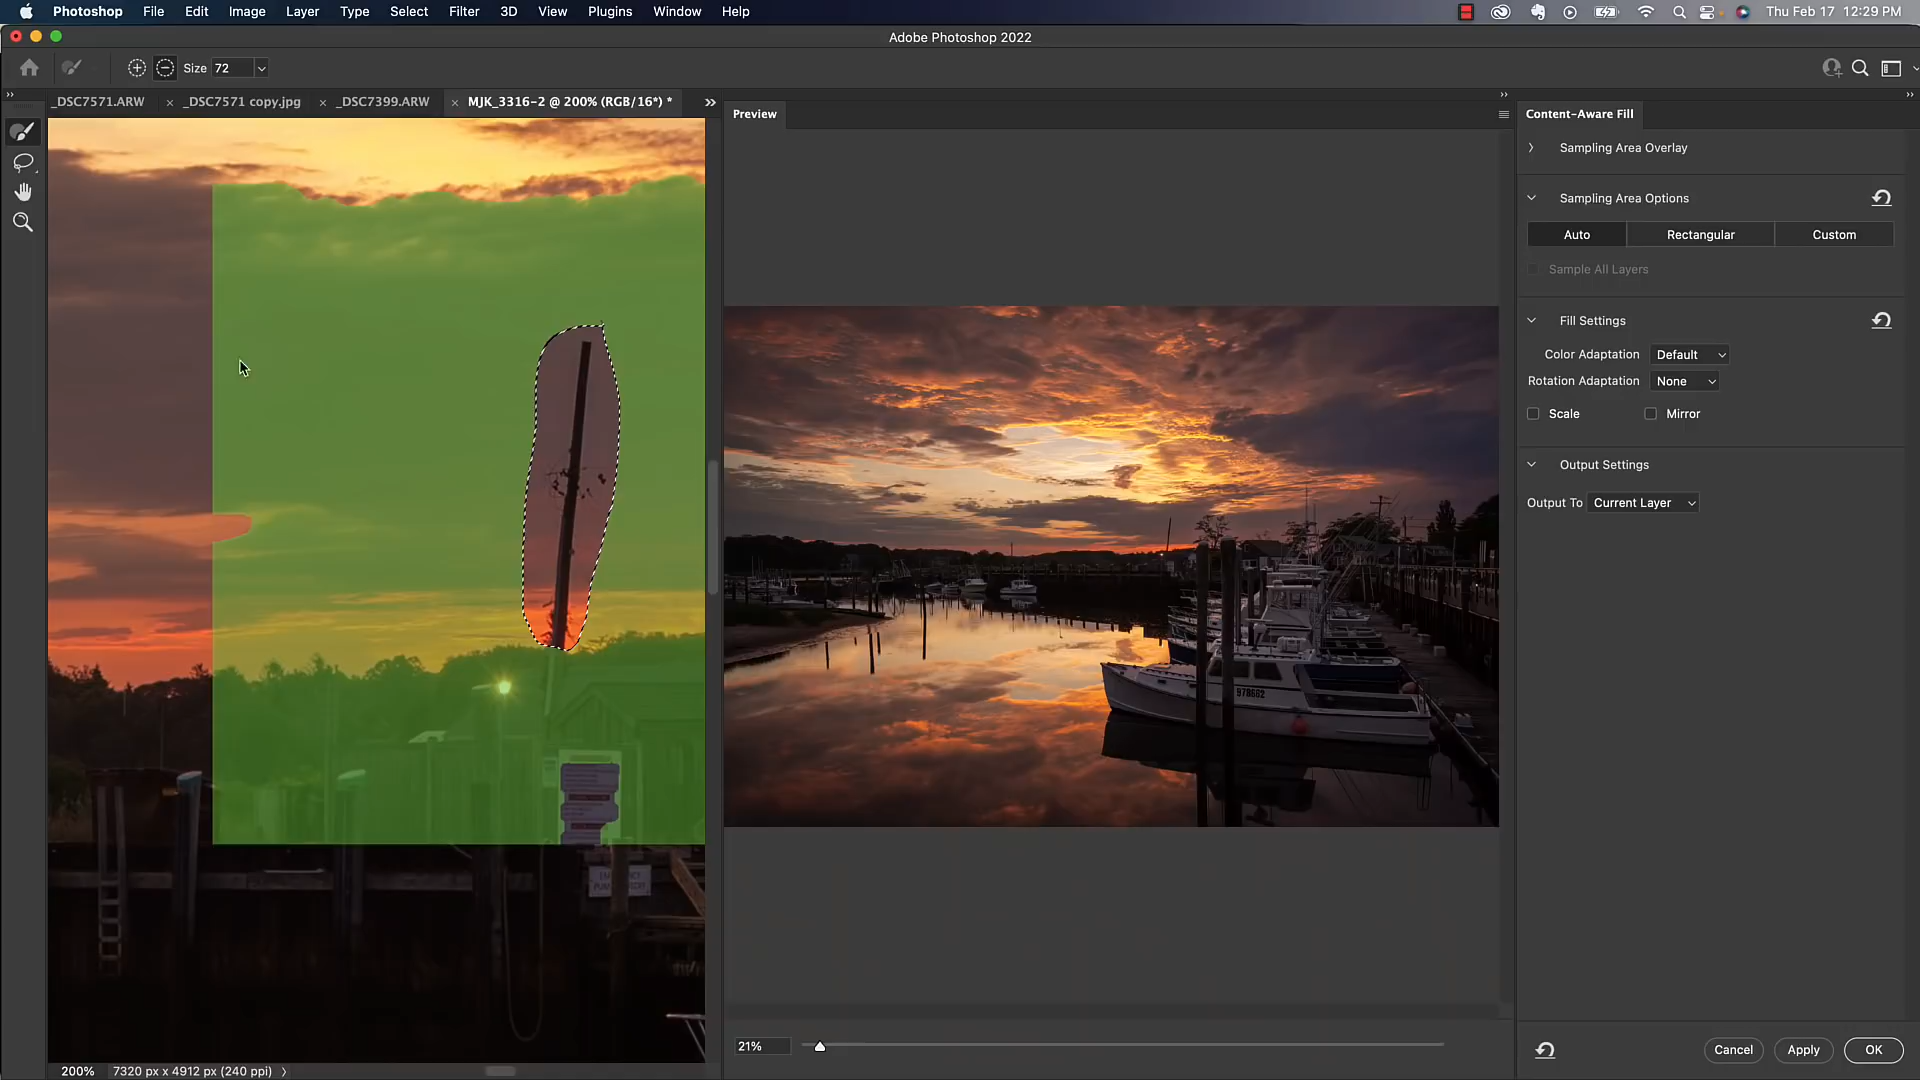 Photoshop File Edit Image Layer Type Select Filter 3D View Plugins Window Help Thu Feb 17 12:29 PM
Adobe Photoshop 2022
Size 72
_DSC7571.ARW × _DSC7571 copy.jpg × _DSC7399.ARW × MJK_3316-2 @ 200% (RGB/16*) *
Preview
Content-Aware Fill
Sampling Area Overlay
Sampling Area Options
Auto Rectangular Custom
Sample All Layers
Fill Settings
Color Adaptation Default
Rotation Adaptation None
Scale Mirror
Output Settings
Output To Current Layer
978662
EMERGENCY
21%
Cancel Apply OK
200% 7320 px x 4912 px (240 ppi)